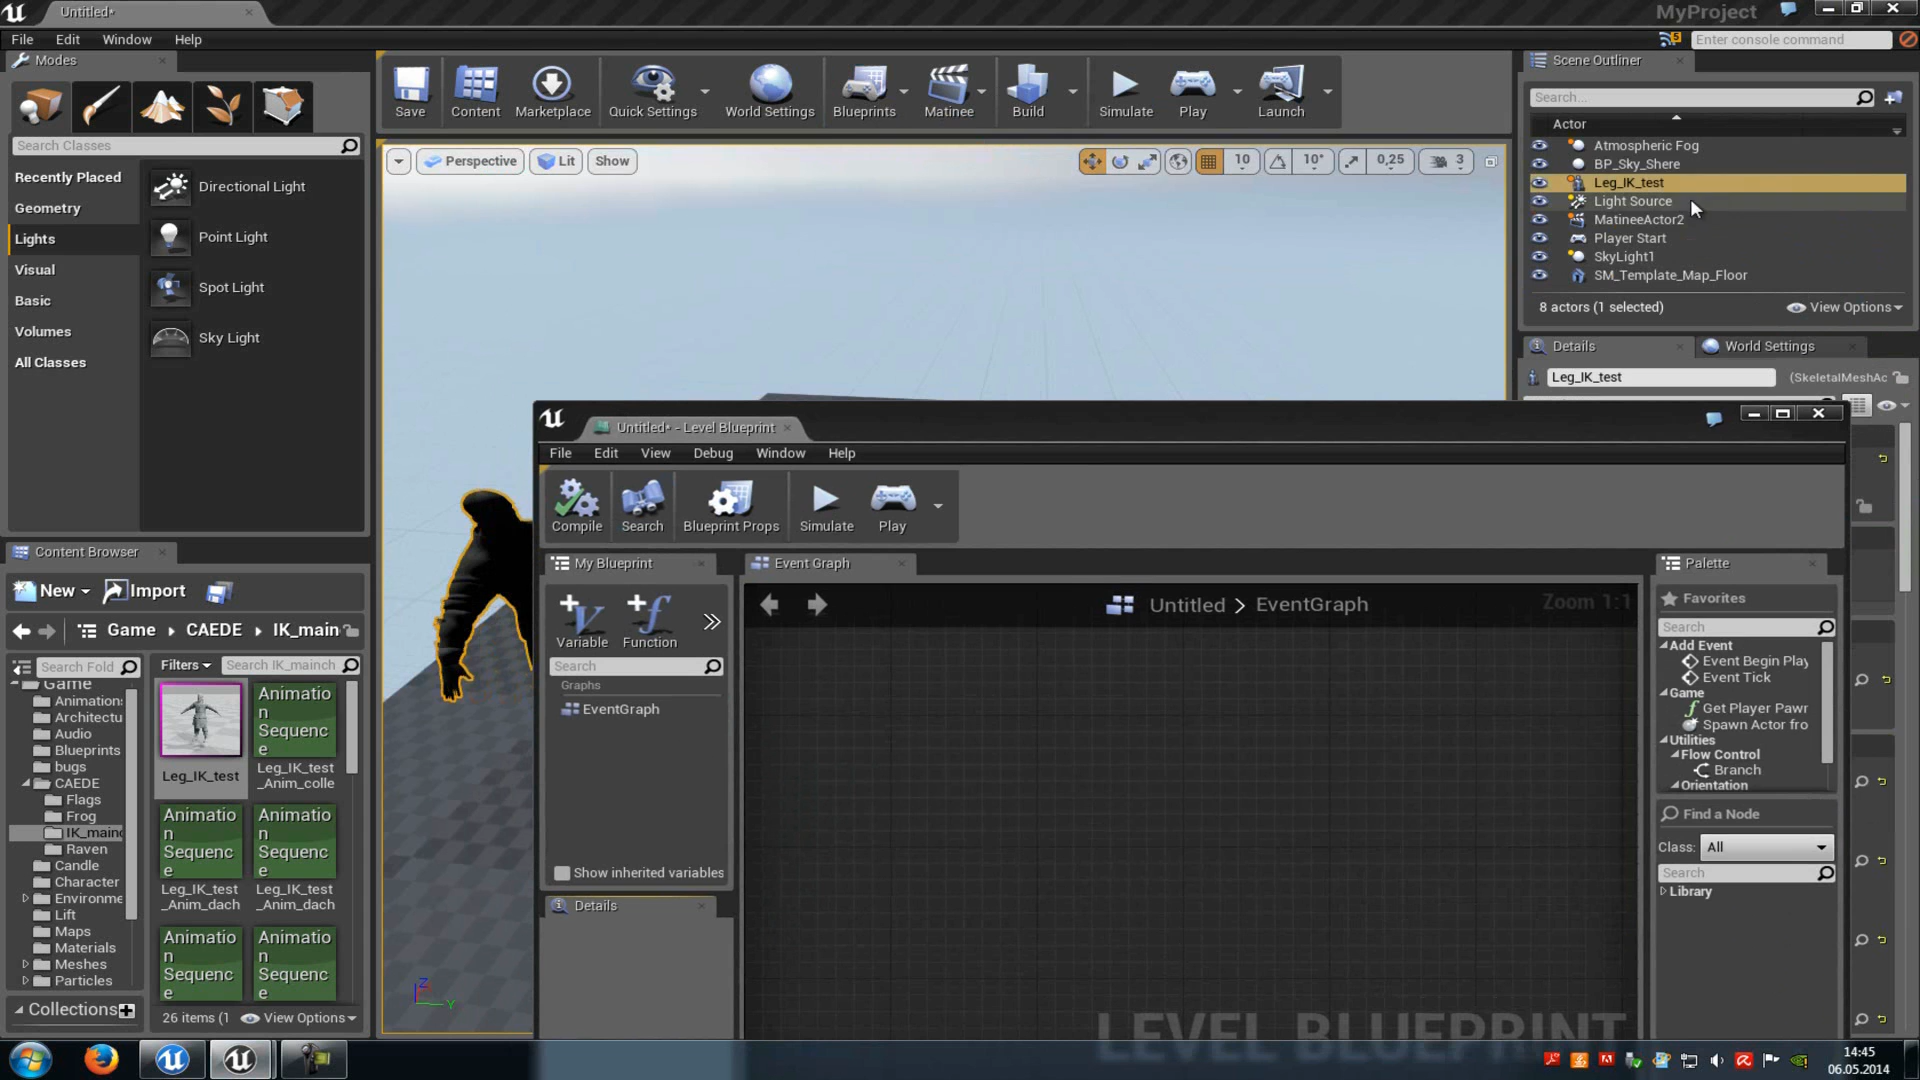 Untitled*
MyProject
File Edit Window Help
5
Enter console command
Modes
Save
Content
Marketplace
Quick Settings
World Settings
Blueprints
Matinee
Build
Simulate
Play
Launch
Search Classes
Recently Placed
Geometry
Lights
Visual
Basic
Volumes
All Classes
Directional Light
Point Light
Spot Light
Sky Light
Perspective
Lit
Show
10
10°
0,25
3
Scene Outliner
Search...
Actor
Atmospheric Fog
BP_Sky_Shere
Leg_IK_test
Light Source
MatineeActor2
Player Start
SkyLight1
SM_Template_Map_Floor
8 actors (1 selected)
View Options
Details
World Settings
Leg_IK_test
(SkeletalMeshAc
Untitled* - Level Blueprint
File Edit View Debug Window Help
Compile
Search
Blueprint Props
Simulate
Play
My Blueprint
Variable
Function
Search
Graphs
EventGraph
Show inherited variables
Details
Event Graph
Untitled > EventGraph
Zoom 1:1
LEVEL BLUEPRINT
Palette
Favorites
Search
Add Event
Event Begin Play
Event Tick
Game
Get Player Pawr
Spawn Actor fro
Utilities
Flow Control
Branch
Orientation
Find a Node
Class: All
Search
Library
Content Browser
New
Import
Game
CAEDE
IK_main
Search Fold
Filters
Search IK_mainch
Game
Animation
Architectu
Audio
Blueprints
bugs
CAEDE
Flags
Frog
IK_mainc
Raven
Candle
Character
Environme
Lift
Maps
Materials
Meshes
Particles
Collections
Leg_IK_test
Animatio
n
Sequenc
e
Leg_IK_test
_Anim_colle
Animatio
n
Sequenc
e
Leg_IK_test
_Anim_dach
Animatio
n
Sequenc
e
Leg_IK_test
_Anim_dach
Animatio
n
Sequenc
e
Animatio
n
Sequenc
e
26 items (1
View Options
Z
Y
14:45
06.05.2014